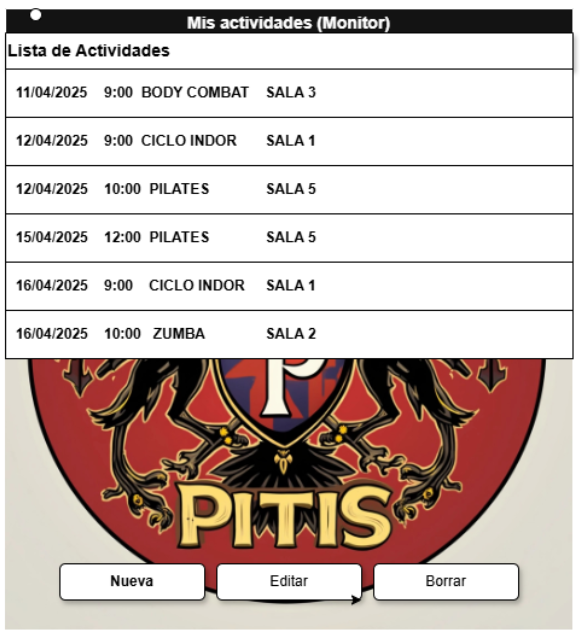 Mis actividades (Monitor)
Lista de Actividades
11/04/2025 9:00 BODY COMBAT SALA 3
12/04/2025 9:00 CICLO INDOR SALA 1
12/04/2025 10:00 PILATES SALA 5
15/04/2025 12:00 PILATES SALA 5
16/04/2025 9:00 CICLO INDOR SALA 1
16/04/2025 10:00 ZUMBA SALA 2
P
PITIS
Nueva Editar Borrar